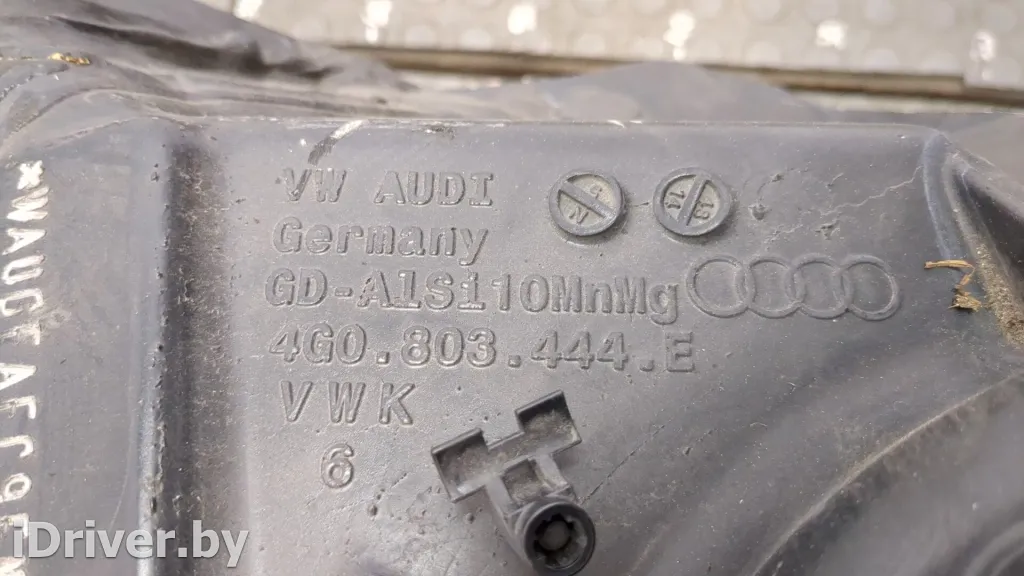 VW AUDI
Germany
GD-AlSi10MnMg
4G0.803.444.E
VWK
6
iDriver.by